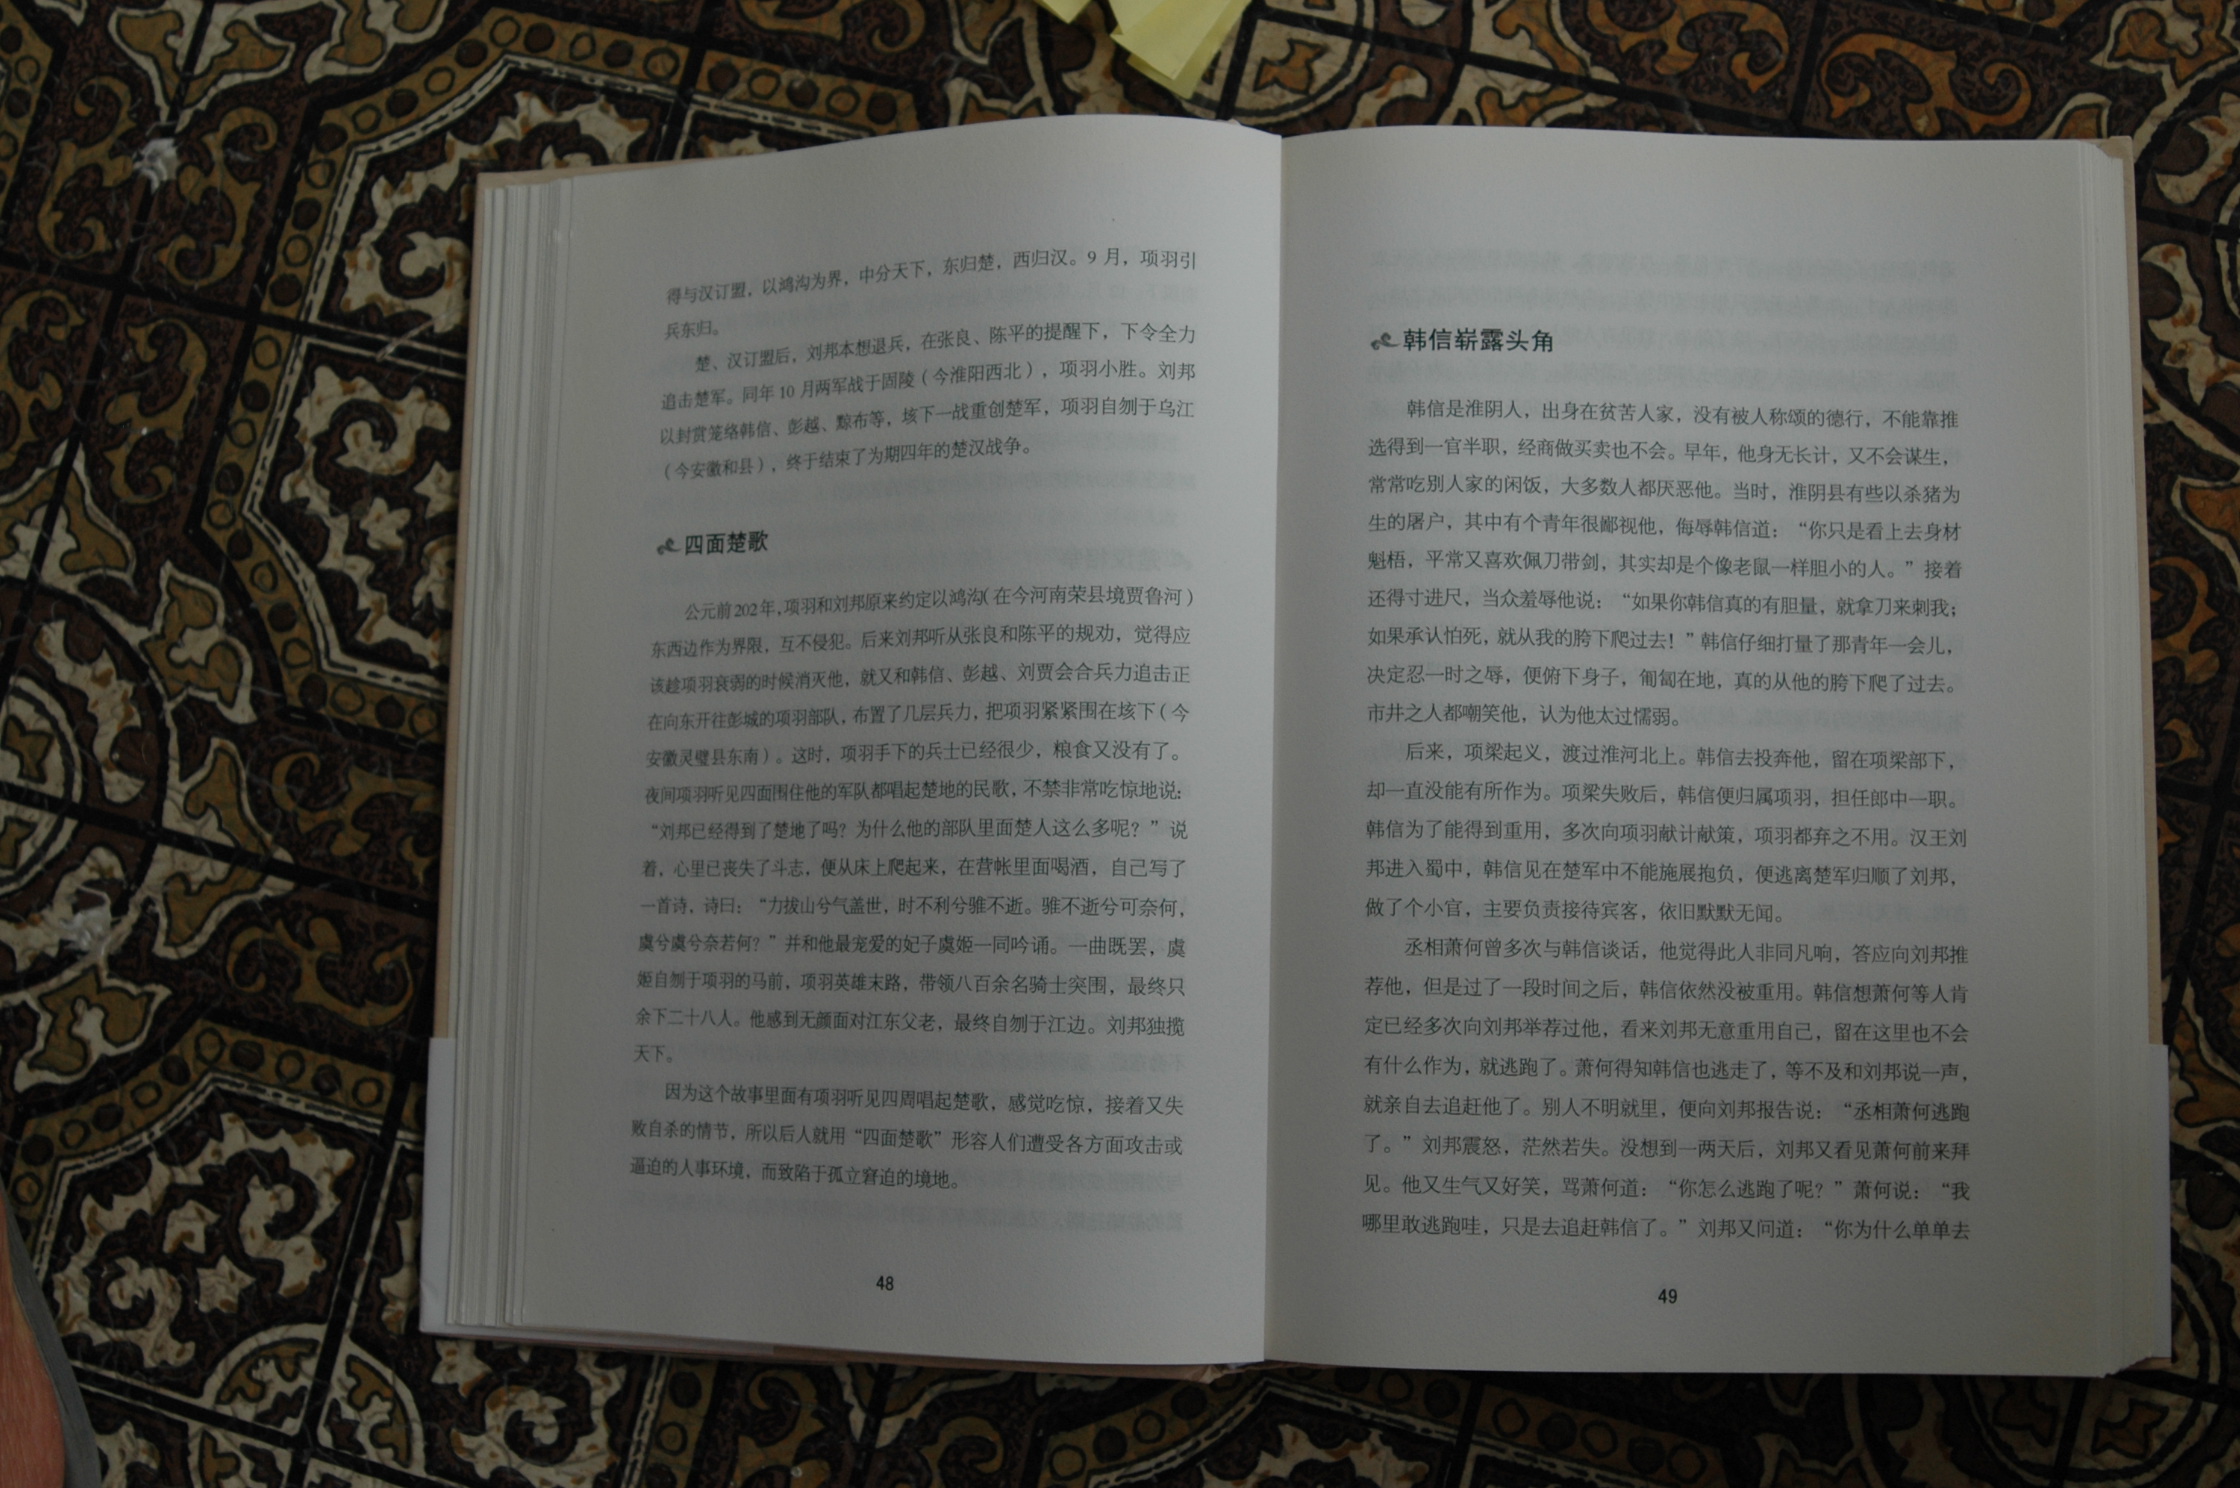 得与汉订盟，以鸿沟为界，中分天下，东归楚，西归汉。9 月，项羽引
兵东归。
楚、汉订盟后，刘邦本想退兵，在张良、陈平的提醒下，下令全力
追击楚军。同年 10 月两军战于固陵（今淮阳西北），项羽小胜。刘邦
以封赏笼络韩信、彭越、黥布等，垓下一战重创楚军，项羽自刎于乌江
（今安徽和县），终于结束了为期四年的楚汉战争。
四面楚歌
公元前202年，项羽和刘邦原来约定以鸿沟（在今河南荣县境贾鲁河）
东西边作为界限，互不侵犯。后来刘邦听从张良和陈平的规劝，觉得应
该趁项羽衰弱的时候消灭他，就又和韩信、彭越、刘贾会合兵力追击正
在向东开往彭城的项羽部队，布置了几层兵力，把项羽紧紧围在垓下（今
安徽灵璧县东南）。这时，项羽手下的兵士已经很少，粮食又没有了。
夜间项羽听见四面围住他的军队都唱起楚地的民歌，不禁非常吃惊地说：
“刘邦已经得到了楚地了吗？为什么他的部队里面楚人这么多呢？”说
着，心里已丧失了斗志，便从床上爬起来，在营帐里面喝酒，自己写了
一首诗，诗曰：“力拔山兮气盖世，时不利兮骓不逝。骓不逝兮可奈何，
虞兮虞兮奈若何？”并和他最宠爱的妃子虞姬一同吟诵。一曲既罢，虞
姬自刎于项羽的马前，项羽英雄末路，带领八百余名骑士突围，最终只
余下二十八人。他感到无颜面对江东父老，最终自刎于江边。刘邦独揽
天下。
因为这个故事里面有项羽听见四周唱起楚歌，感觉吃惊，接着又失
败自杀的情节，所以后人就用“四面楚歌”形容人们遭受各方面攻击或
逼迫的人事环境，而致陷于孤立窘迫的境地。
48
韩信崭露头角
韩信是淮阴人，出身在贫苦人家，没有被人称颂的德行，不能靠推
选得到一官半职，经商做买卖也不会。早年，他身无长计，又不会谋生，
常常吃别人家的闲饭，大多数人都厌恶他。当时，淮阴县有些以杀猪为
生的屠户，其中有个青年很鄙视他，侮辱韩信道：“你只是看上去身材
魁梧，平常又喜欢佩刀带剑，其实却是个像老鼠一样胆小的人。”接着
还得寸进尺，当众羞辱他说：“如果你韩信真的有胆量，就拿刀来刺我；
如果承认怕死，就从我的胯下爬过去！”韩信仔细打量了那青年一会儿，
决定忍一时之辱，便俯下身子，匍匐在地，真的从他的胯下爬了过去。
市井之人都嘲笑他，认为他太过懦弱。
后来，项梁起义，渡过淮河北上。韩信去投奔他，留在项梁部下，
却一直没能有所作为。项梁失败后，韩信便归属项羽，担任郎中一职。
韩信为了能得到重用，多次向项羽献计献策，项羽都弃之不用。汉王刘
邦进入蜀中，韩信见在楚军中不能施展抱负，便逃离楚军归顺了刘邦，
做了个小官，主要负责接待宾客，依旧默默无闻。
丞相萧何曾多次与韩信谈话，他觉得此人非同凡响，答应向刘邦推
荐他，但是过了一段时间之后，韩信依然没被重用。韩信想萧何等人肯
定已经多次向刘邦举荐过他，看来刘邦无意重用自己，留在这里也不会
有什么作为，就逃跑了。萧何得知韩信也逃走了，等不及和刘邦说一声，
就亲自去追赶他了。别人不明就里，便向刘邦报告说：“丞相萧何逃跑
了。”刘邦震怒，茫然若失。没想到一两天后，刘邦又看见萧何前来拜
见。他又生气又好笑，骂萧何道：“你怎么逃跑了呢？”萧何说：“我
哪里敢逃跑哇，只是去追赶韩信了。”刘邦又问道：“你为什么单单去
49